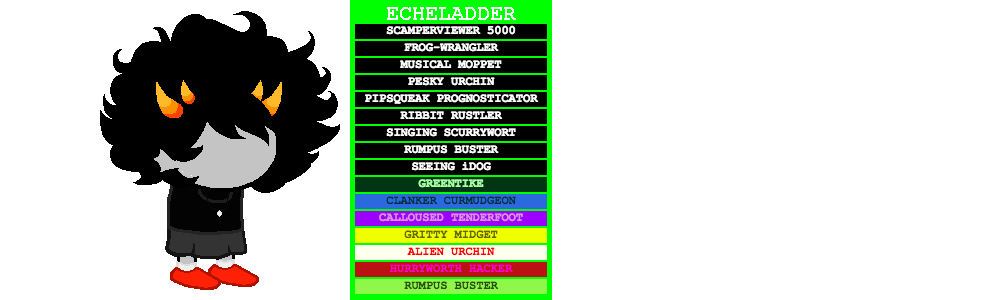 ECHELADDER
SCAMPERVIEWER 5000
FROG-WRANGLER
MUSICAL MOPPET
PESKY URCHIN
PIPSQUEAK PROGNOSTICATOR
RIBBIT RUSTLER
SINGING SCURRYWORT
RUMPUS BUSTER
SEEING iDOG
GREENTIKE
CLANKER CURMUDGEON
CALLOUSED TENDERFOOT
GRITTY MIDGET
ALIEN URCHIN
HURRYWORTH HACKER
RUMPUS BUSTER